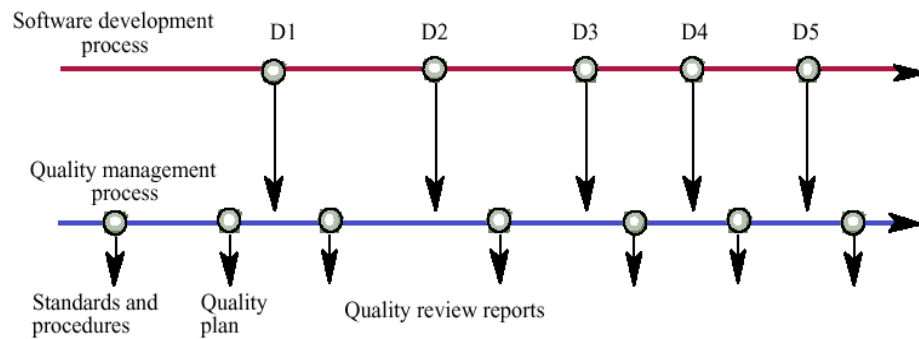 Software development
process
D1
D2
D3
D4
D5
Quality management
process
Standards and
procedures
Quality
plan
Quality review reports